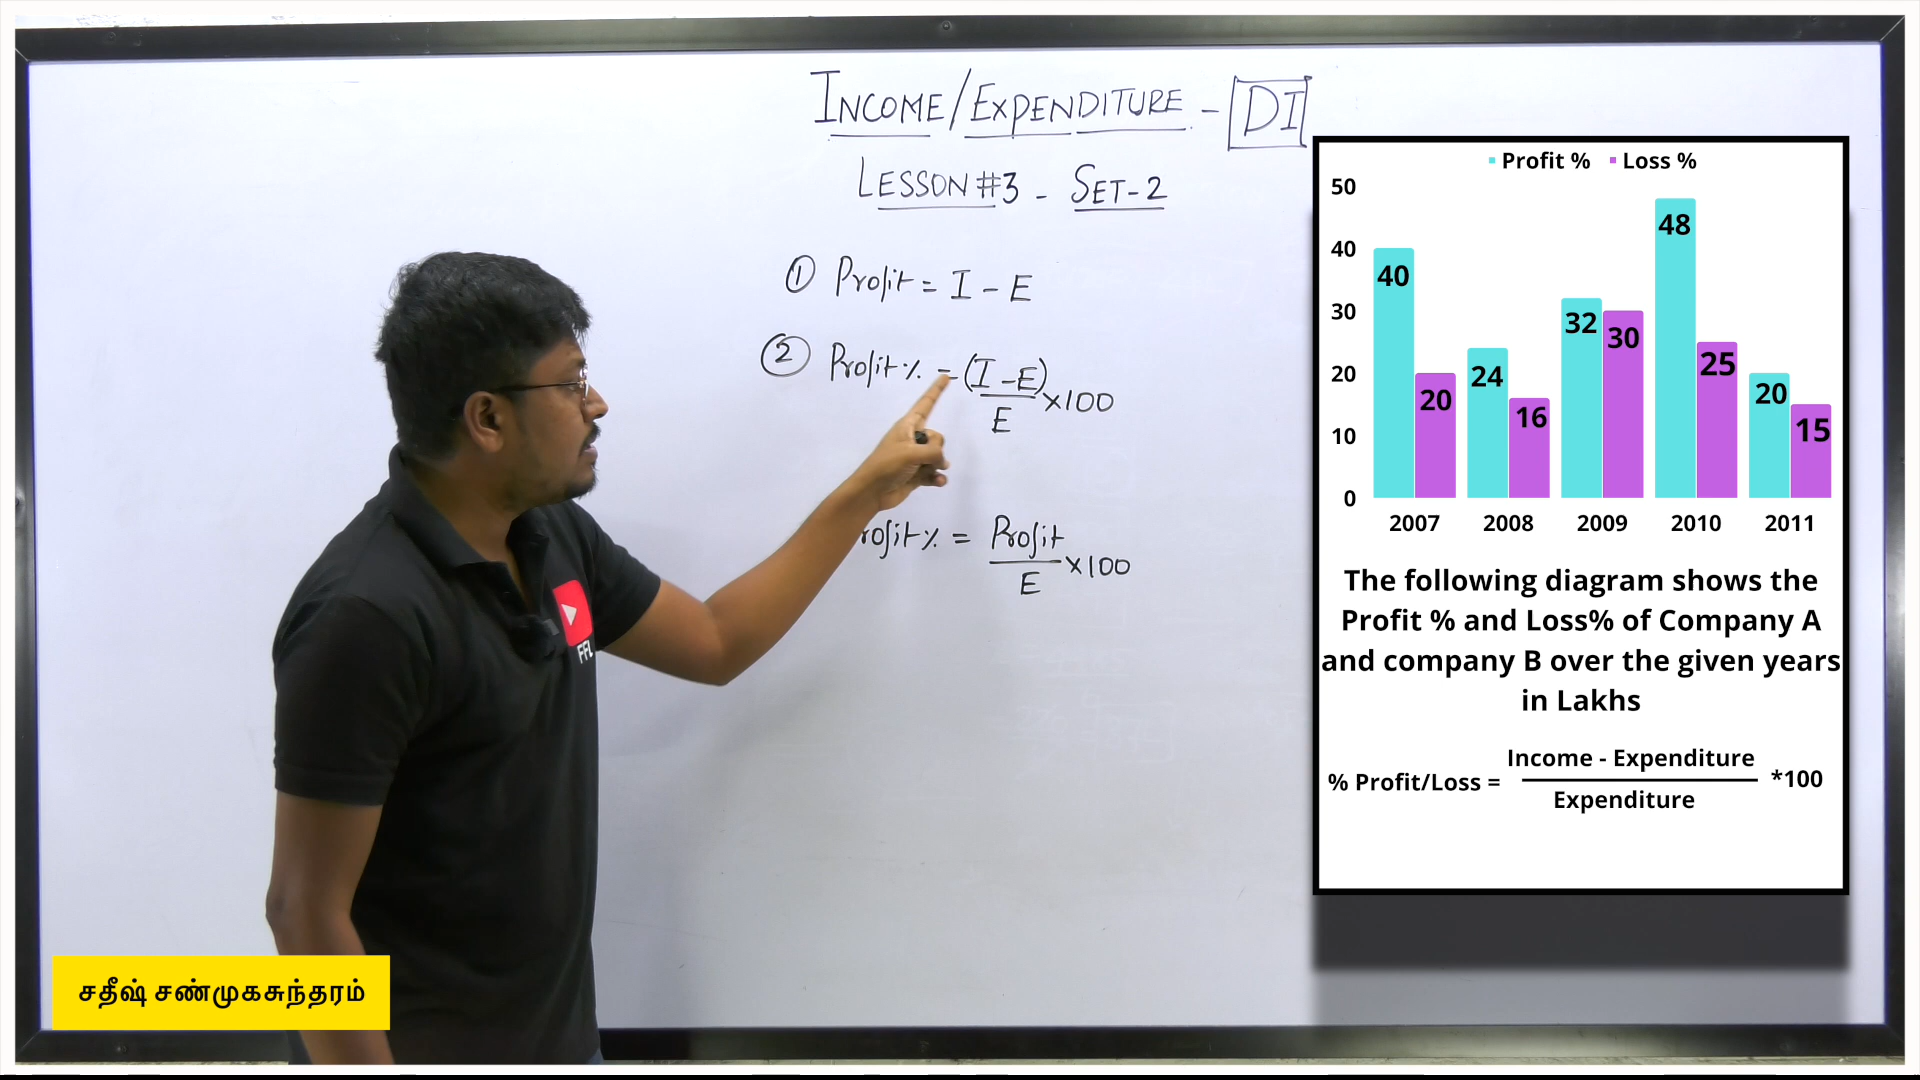 INCOME/EXPENDITURE - DI
LESSON #3 - SET-2
① Profit = I - E
② Profit % = (I - E)
E
×100
rofit % = Profit
E
×100
FFL
சதீஷ் சண்முகசுந்தரம்
Profit % Loss %
50
40
30
20
10
0
40 20 24 16 32 30 48 25 20 15
2007 2008 2009 2010 2011
The following diagram shows the
Profit % and Loss% of Company A
and company B over the given years
in Lakhs
% Profit/Loss = Income - Expenditure
Expenditure
*100